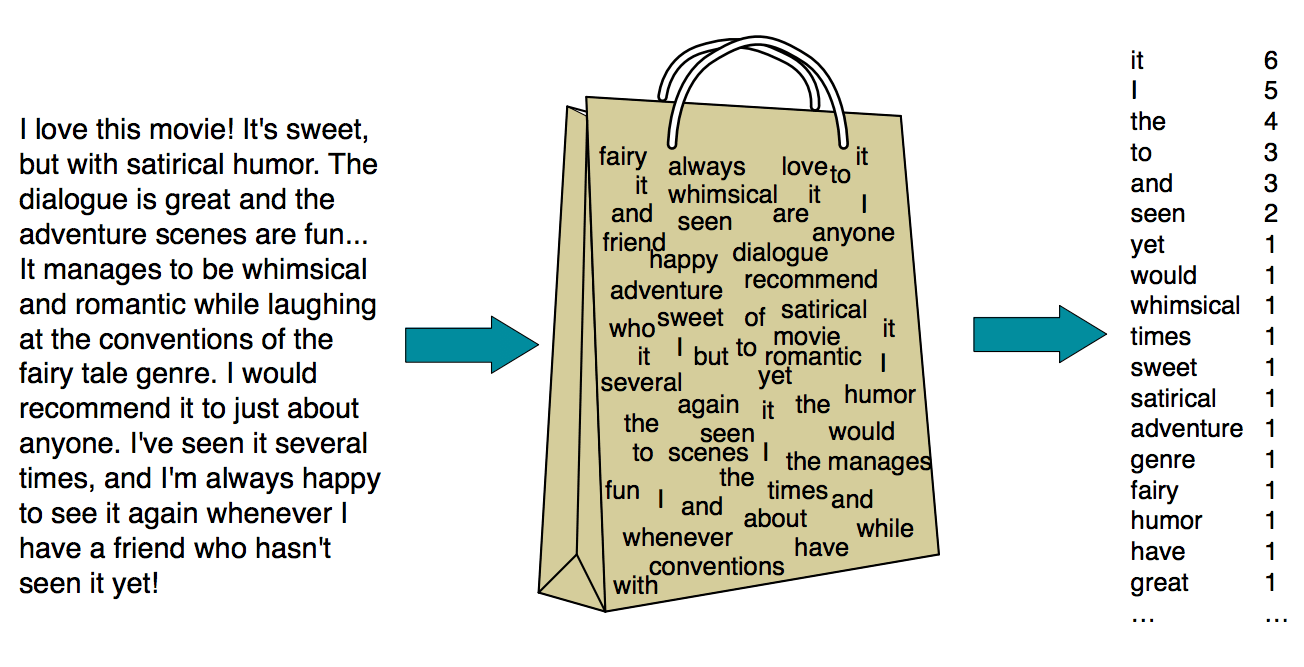 I love this movie! It's sweet,
but with satirical humor. The
dialogue is great and the
adventure scenes are fun...
It manages to be whimsical
and romantic while laughing
at the conventions of the
fairy tale genre. I would
recommend it to just about
anyone. I've seen it several
times, and I'm always happy
to see it again whenever I
have a friend who hasn't
seen it yet!
fairy always love to it
it whimsical it I
and seen are anyone
friend happy dialogue
adventure recommend
who sweet of satirical
it I but to movie it
romantic I
several yet
again it the humor
the seen would
to scenes I the manages
fun I and the times and
whenever about while
have
with conventions
it 6
I 5
the 4
to 3
and 3
seen 2
yet 1
would 1
whimsical 1
times 1
sweet 1
satirical 1
adventure 1
genre 1
fairy 1
humor 1
have 1
great 1
… …